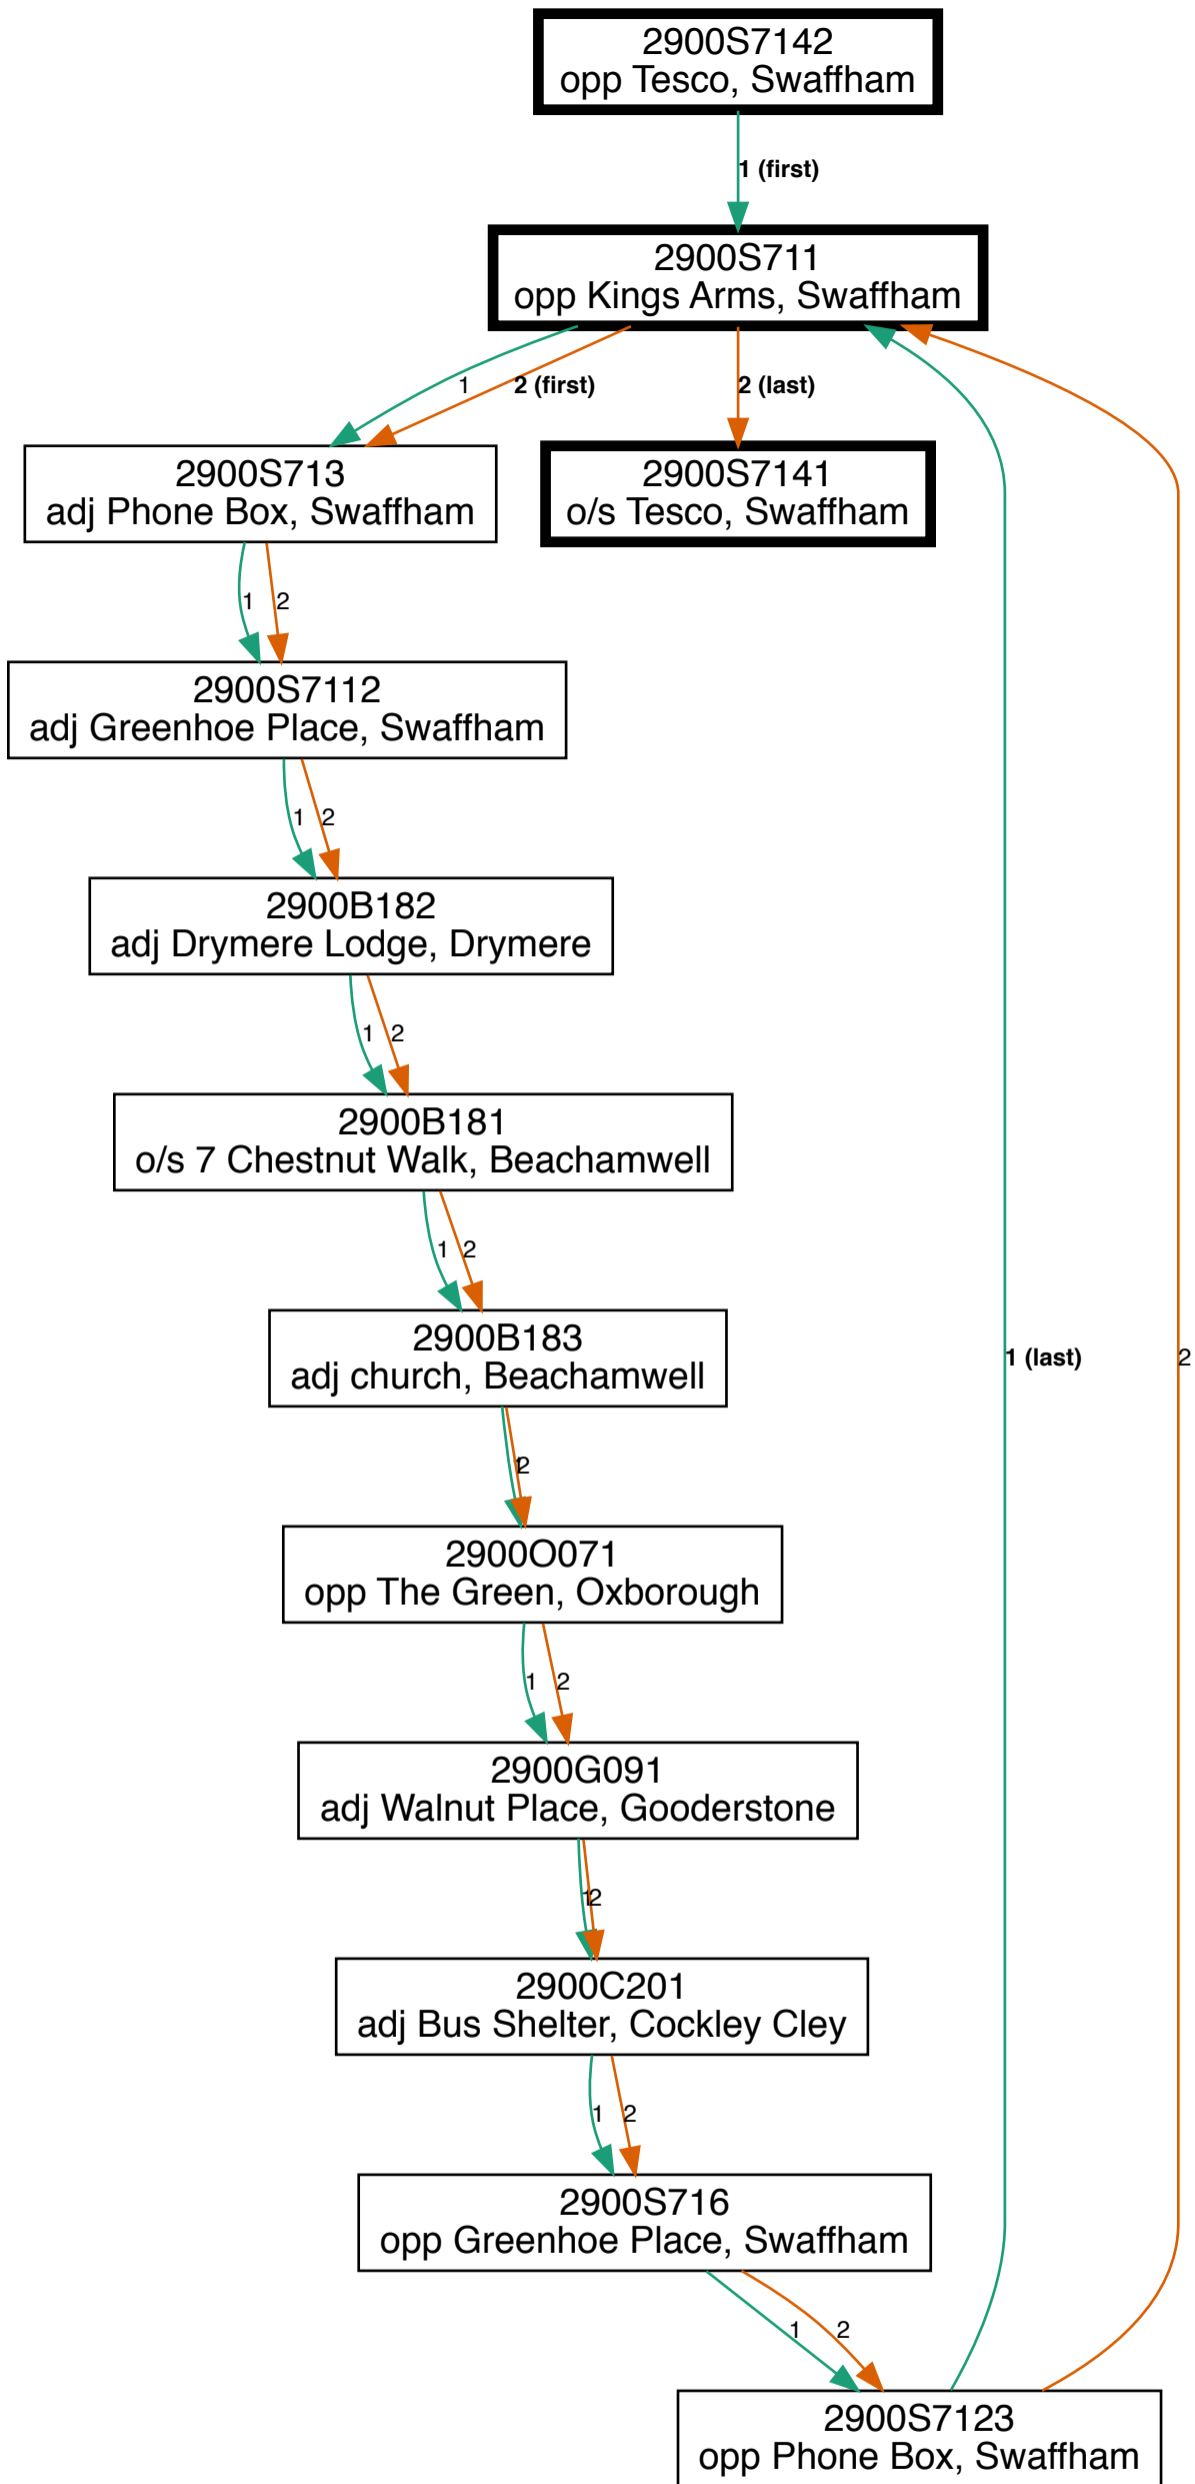 2900S7142
opp Tesco, Swaffham
1 (first)
2900S711
opp Kings Arms, Swaffham
1
2 (first)
2 (last)
2900S713
adj Phone Box, Swaffham
2900S7141
o/s Tesco, Swaffham
1
2
2900S7112
adj Greenhoe Place, Swaffham
1
2
2900B182
adj Drymere Lodge, Drymere
1
2
2900B181
o/s 7 Chestnut Walk, Beachamwell
1
2
2900B183
adj church, Beachamwell
1 (last)
2
1
2
2900O071
opp The Green, Oxborough
1
2
2900G091
adj Walnut Place, Gooderstone
1
2
2900C201
adj Bus Shelter, Cockley Cley
1
2
2900S716
opp Greenhoe Place, Swaffham
1
2
2900S7123
opp Phone Box, Swaffham